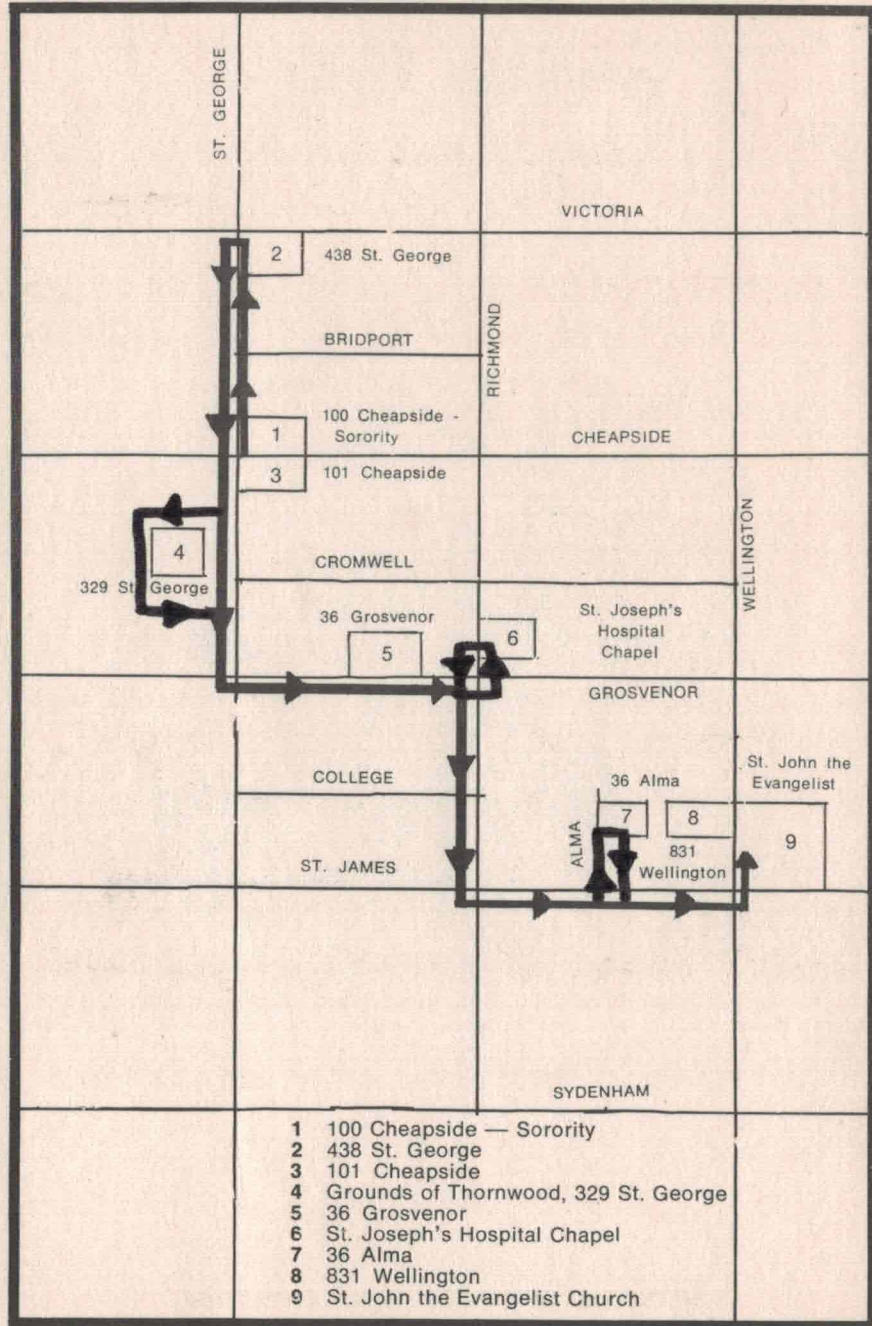 ST. GEORGE
VICTORIA
2
438 St. George
BRIDPORT
RICHMOND
100 Cheapside -
Sorority
1
CHEAPSIDE
3
101 Cheapside
WELLINGTON
4
CROMWELL
329 St. George
36 Grosvenor
5
6
St. Joseph's
Hospital
Chapel
GROSVENOR
COLLEGE
36 Alma
St. John the
Evangelist
ALMA
7
8
9
831
Wellington
ST. JAMES
SYDENHAM
1 100 Cheapside — Sorority
2 438 St. George
3 101 Cheapside
4 Grounds of Thornwood, 329 St. George
5 36 Grosvenor
6 St. Joseph's Hospital Chapel
7 36 Alma
8 831 Wellington
9 St. John the Evangelist Church